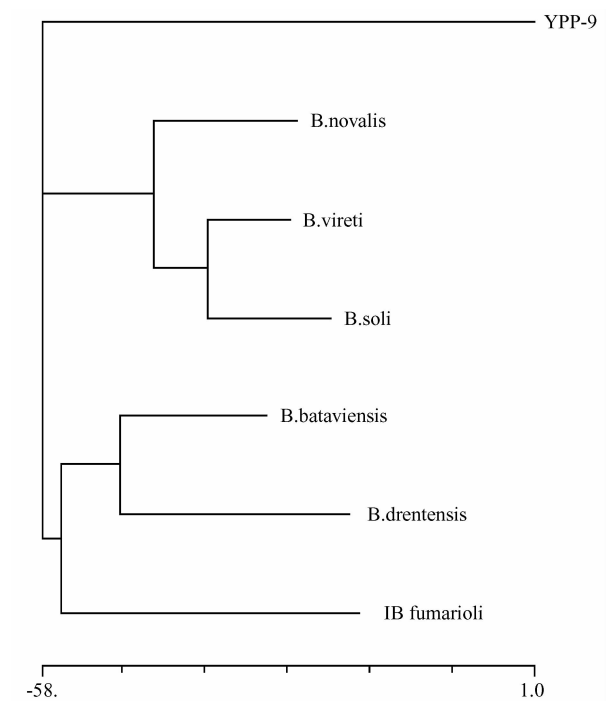 YPP-9
B.novalis
B.vireti
B.soli
B.bataviensis
B.drentensis
IB fumarioli
-58. 1.0